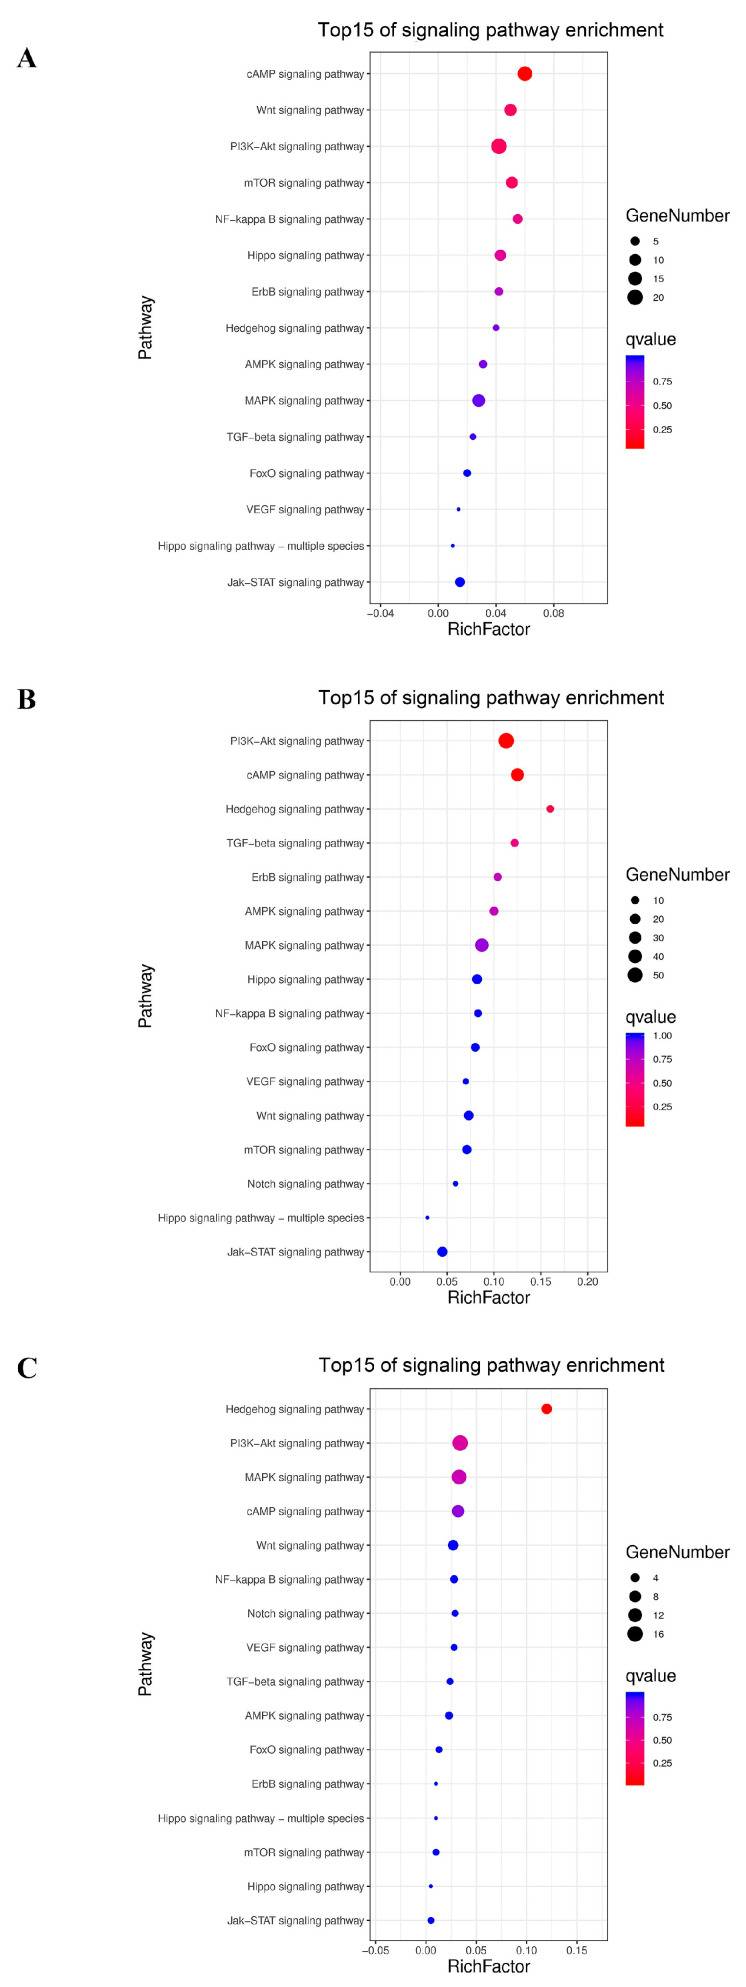 A
Top15 of signaling pathway enrichment
Pathway
cAMP signaling pathway
Wnt signaling pathway
PI3K−Akt signaling pathway
mTOR signaling pathway
NF−kappa B signaling pathway
Hippo signaling pathway
ErbB signaling pathway
Hedgehog signaling pathway
AMPK signaling pathway
MAPK signaling pathway
TGF−beta signaling pathway
FoxO signaling pathway
VEGF signaling pathway
Hippo signaling pathway − multiple species
Jak−STAT signaling pathway
−0.04 0.00 0.04 0.08
RichFactor
GeneNumber
5
10
15
20
qvalue
0.75
0.50
0.25
B
Top15 of signaling pathway enrichment
Pathway
PI3K−Akt signaling pathway
cAMP signaling pathway
Hedgehog signaling pathway
TGF−beta signaling pathway
ErbB signaling pathway
AMPK signaling pathway
MAPK signaling pathway
Hippo signaling pathway
NF−kappa B signaling pathway
FoxO signaling pathway
VEGF signaling pathway
Wnt signaling pathway
mTOR signaling pathway
Notch signaling pathway
Hippo signaling pathway − multiple species
Jak−STAT signaling pathway
0.00 0.05 0.10 0.15 0.20
RichFactor
GeneNumber
10
20
30
40
50
qvalue
1.00
0.75
0.50
0.25
C
Top15 of signaling pathway enrichment
Pathway
Hedgehog signaling pathway
PI3K−Akt signaling pathway
MAPK signaling pathway
cAMP signaling pathway
Wnt signaling pathway
NF−kappa B signaling pathway
Notch signaling pathway
VEGF signaling pathway
TGF−beta signaling pathway
AMPK signaling pathway
FoxO signaling pathway
ErbB signaling pathway
Hippo signaling pathway − multiple species
mTOR signaling pathway
Hippo signaling pathway
Jak−STAT signaling pathway
−0.05 0.00 0.05 0.10 0.15
RichFactor
GeneNumber
4
8
12
16
qvalue
0.75
0.50
0.25